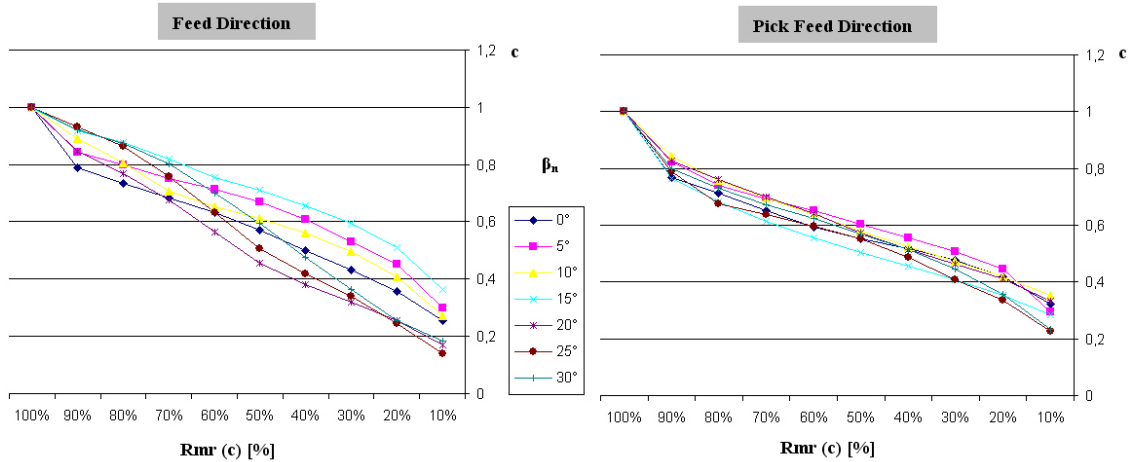 Feed Direction
1,2
c
1
0,8
0,6
0,4
0,2
0
100% 90% 80% 70% 60% 50% 40% 30% 20% 10%
Rmr (c) [%]
βn
0°
5°
10°
15°
20°
25°
30°
Pick Feed Direction
1,2
c
1
0,8
0,6
0,4
0,2
0
100% 90% 80% 70% 60% 50% 40% 30% 20% 10%
Rmr (c) [%]